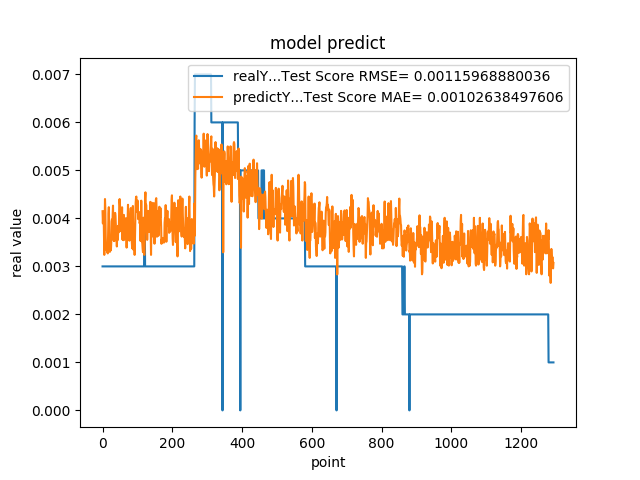 model predict
realY...Test Score RMSE= 0.00115968880036
predictY...Test Score MAE= 0.00102638497606
0.007
0.006
0.005
0.004
0.003
0.002
0.001
0.000
real value
0 200 400 600 800 1000 1200
point